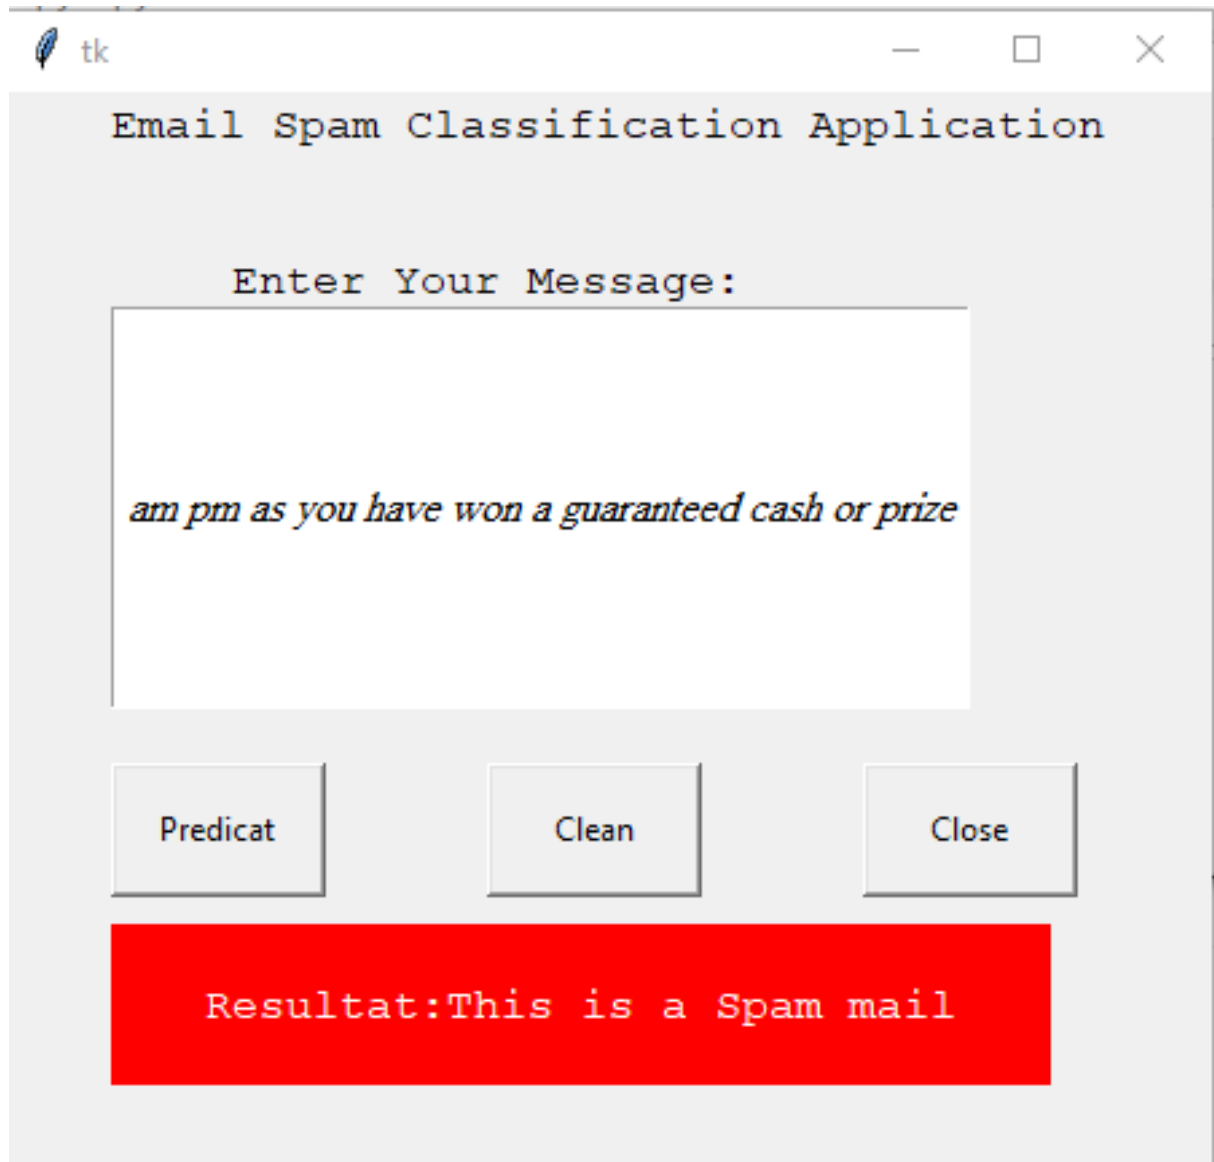 tk
Email Spam Classification Application
Enter Your Message:
am pm as you have won a guaranteed cash or prize
Predicat Clean Close
Resultat:This is a Spam mail